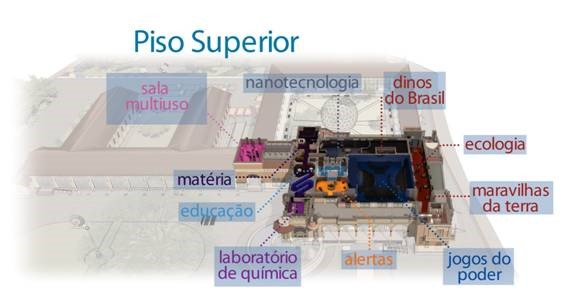 Piso Superior
sala
multiuso
nanotecnologia
dinos
do Brasil
ecologia
matéria
maravilhas
da terra
educação
laboratório
de química
alertas
jogos do
poder